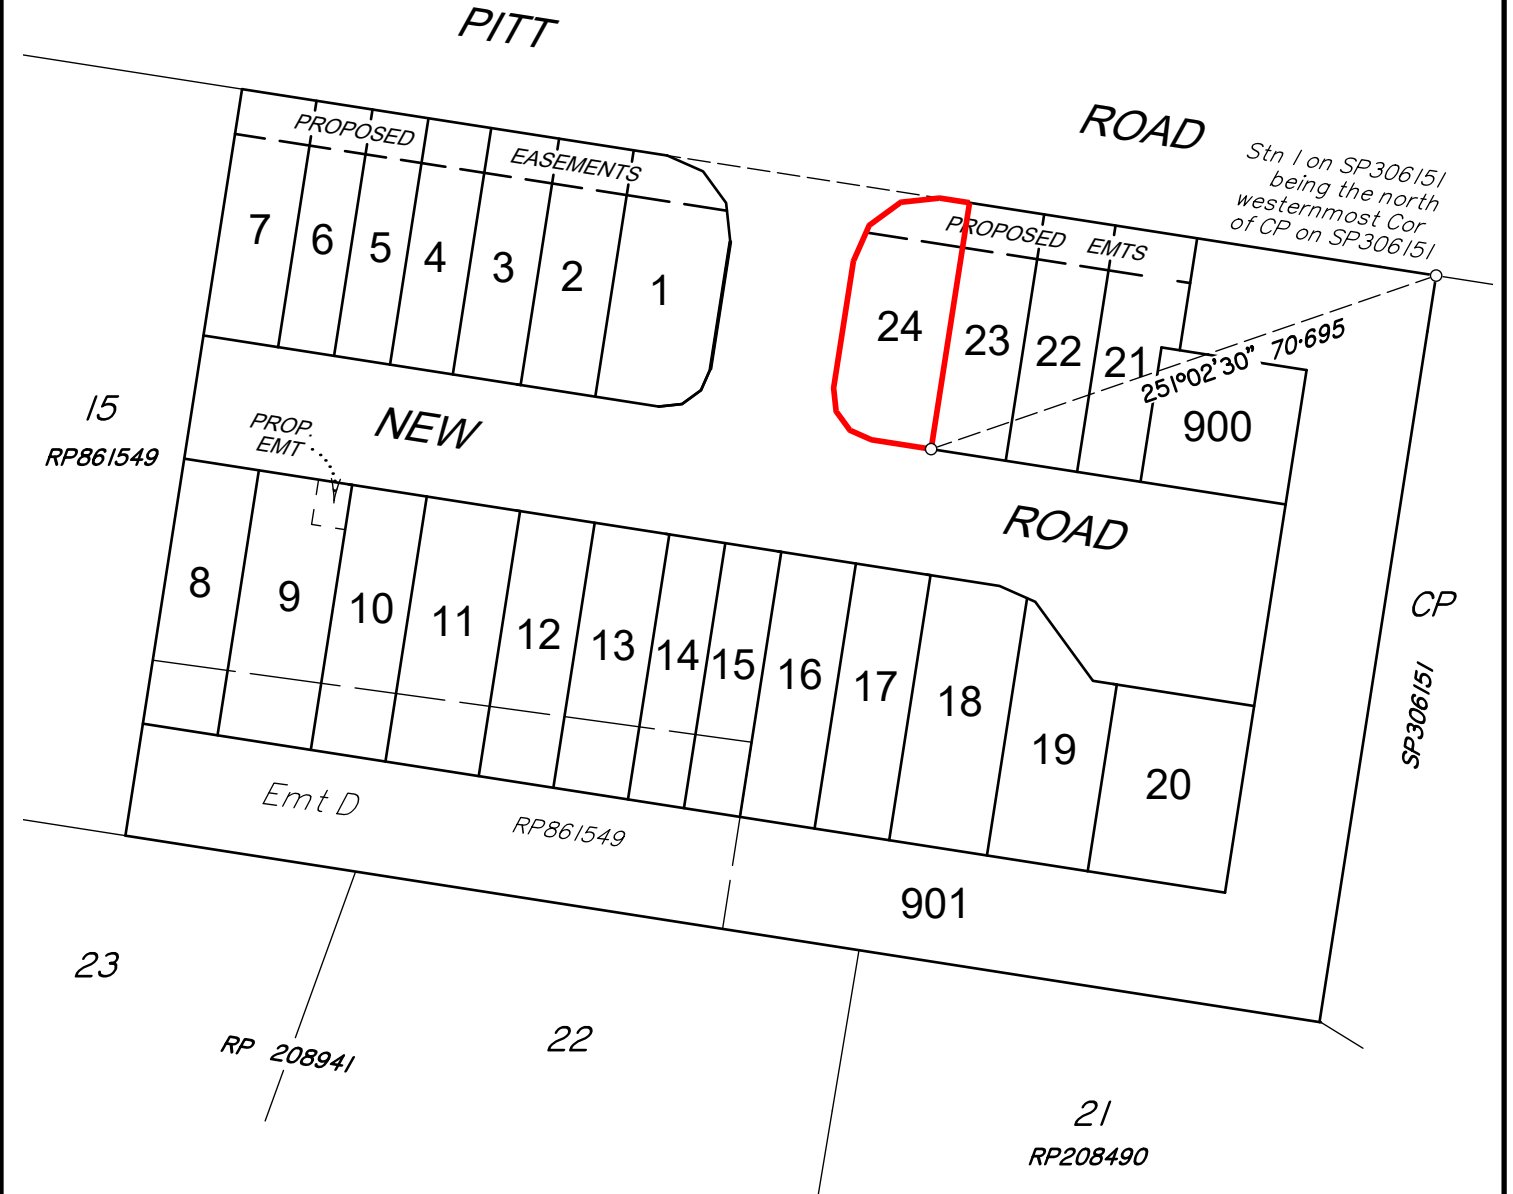 PITT
ROAD
Stn 1 on SP306151
being the north
westernmost Cor
of CP on SP306151
PROPOSED
EASEMENTS
PROPOSED EMTS
7
6
5
4
3
2
1
24
23
22
21
251°02'30" 70·695
900
15
RP861549
NEW
PROP.
EMT
ROAD
8
9
10
11
12
13
14
15
16
17
18
19
20
CP
SP306151
Emt D
RP861549
901
23
RP 208941
22
21
RP208490